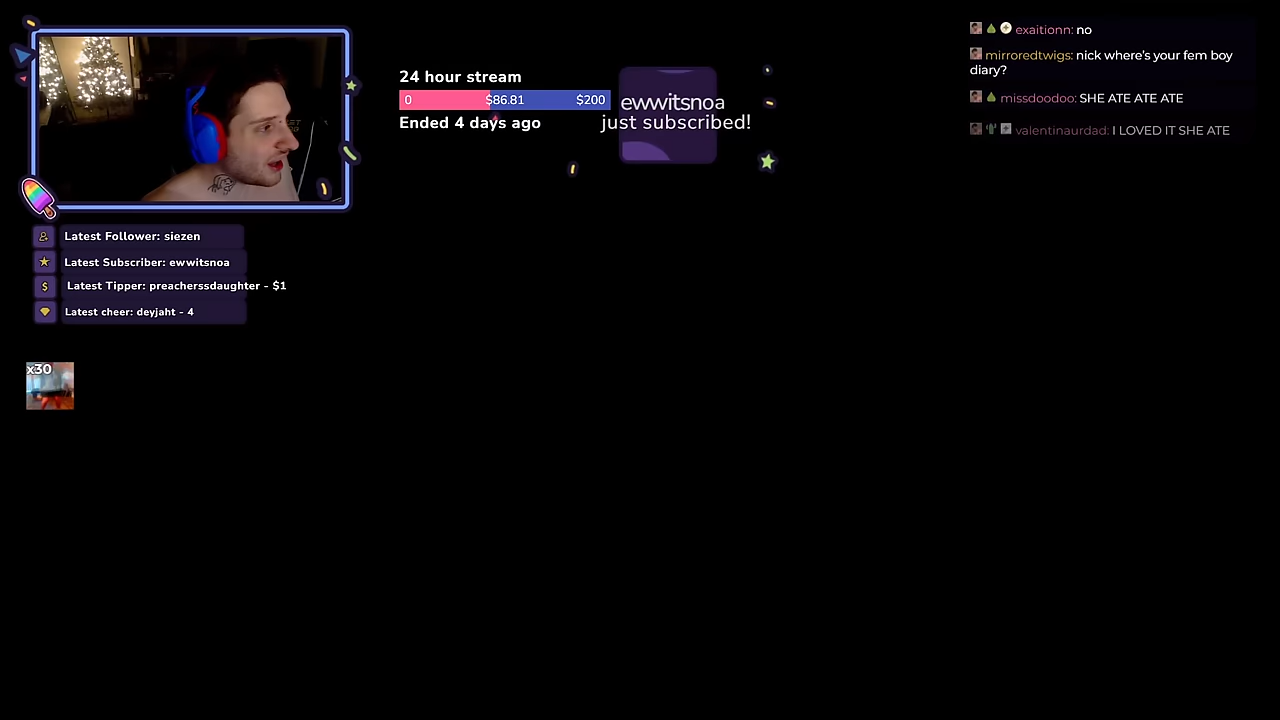 24 hour stream
0 $86.81 $200
Ended 4 days ago
ewwitsnoa
just subscribed!
exaitionn: no
mirroredtwigs: nick where's your fem boy
diary?
missdoodoo: SHE ATE ATE ATE
valentinaurdad: I LOVED IT SHE ATE
Latest Follower: siezen
Latest Subscriber: ewwitsnoa
Latest Tipper: preacherssdaughter - $1
Latest cheer: deyjaht - 4
x30